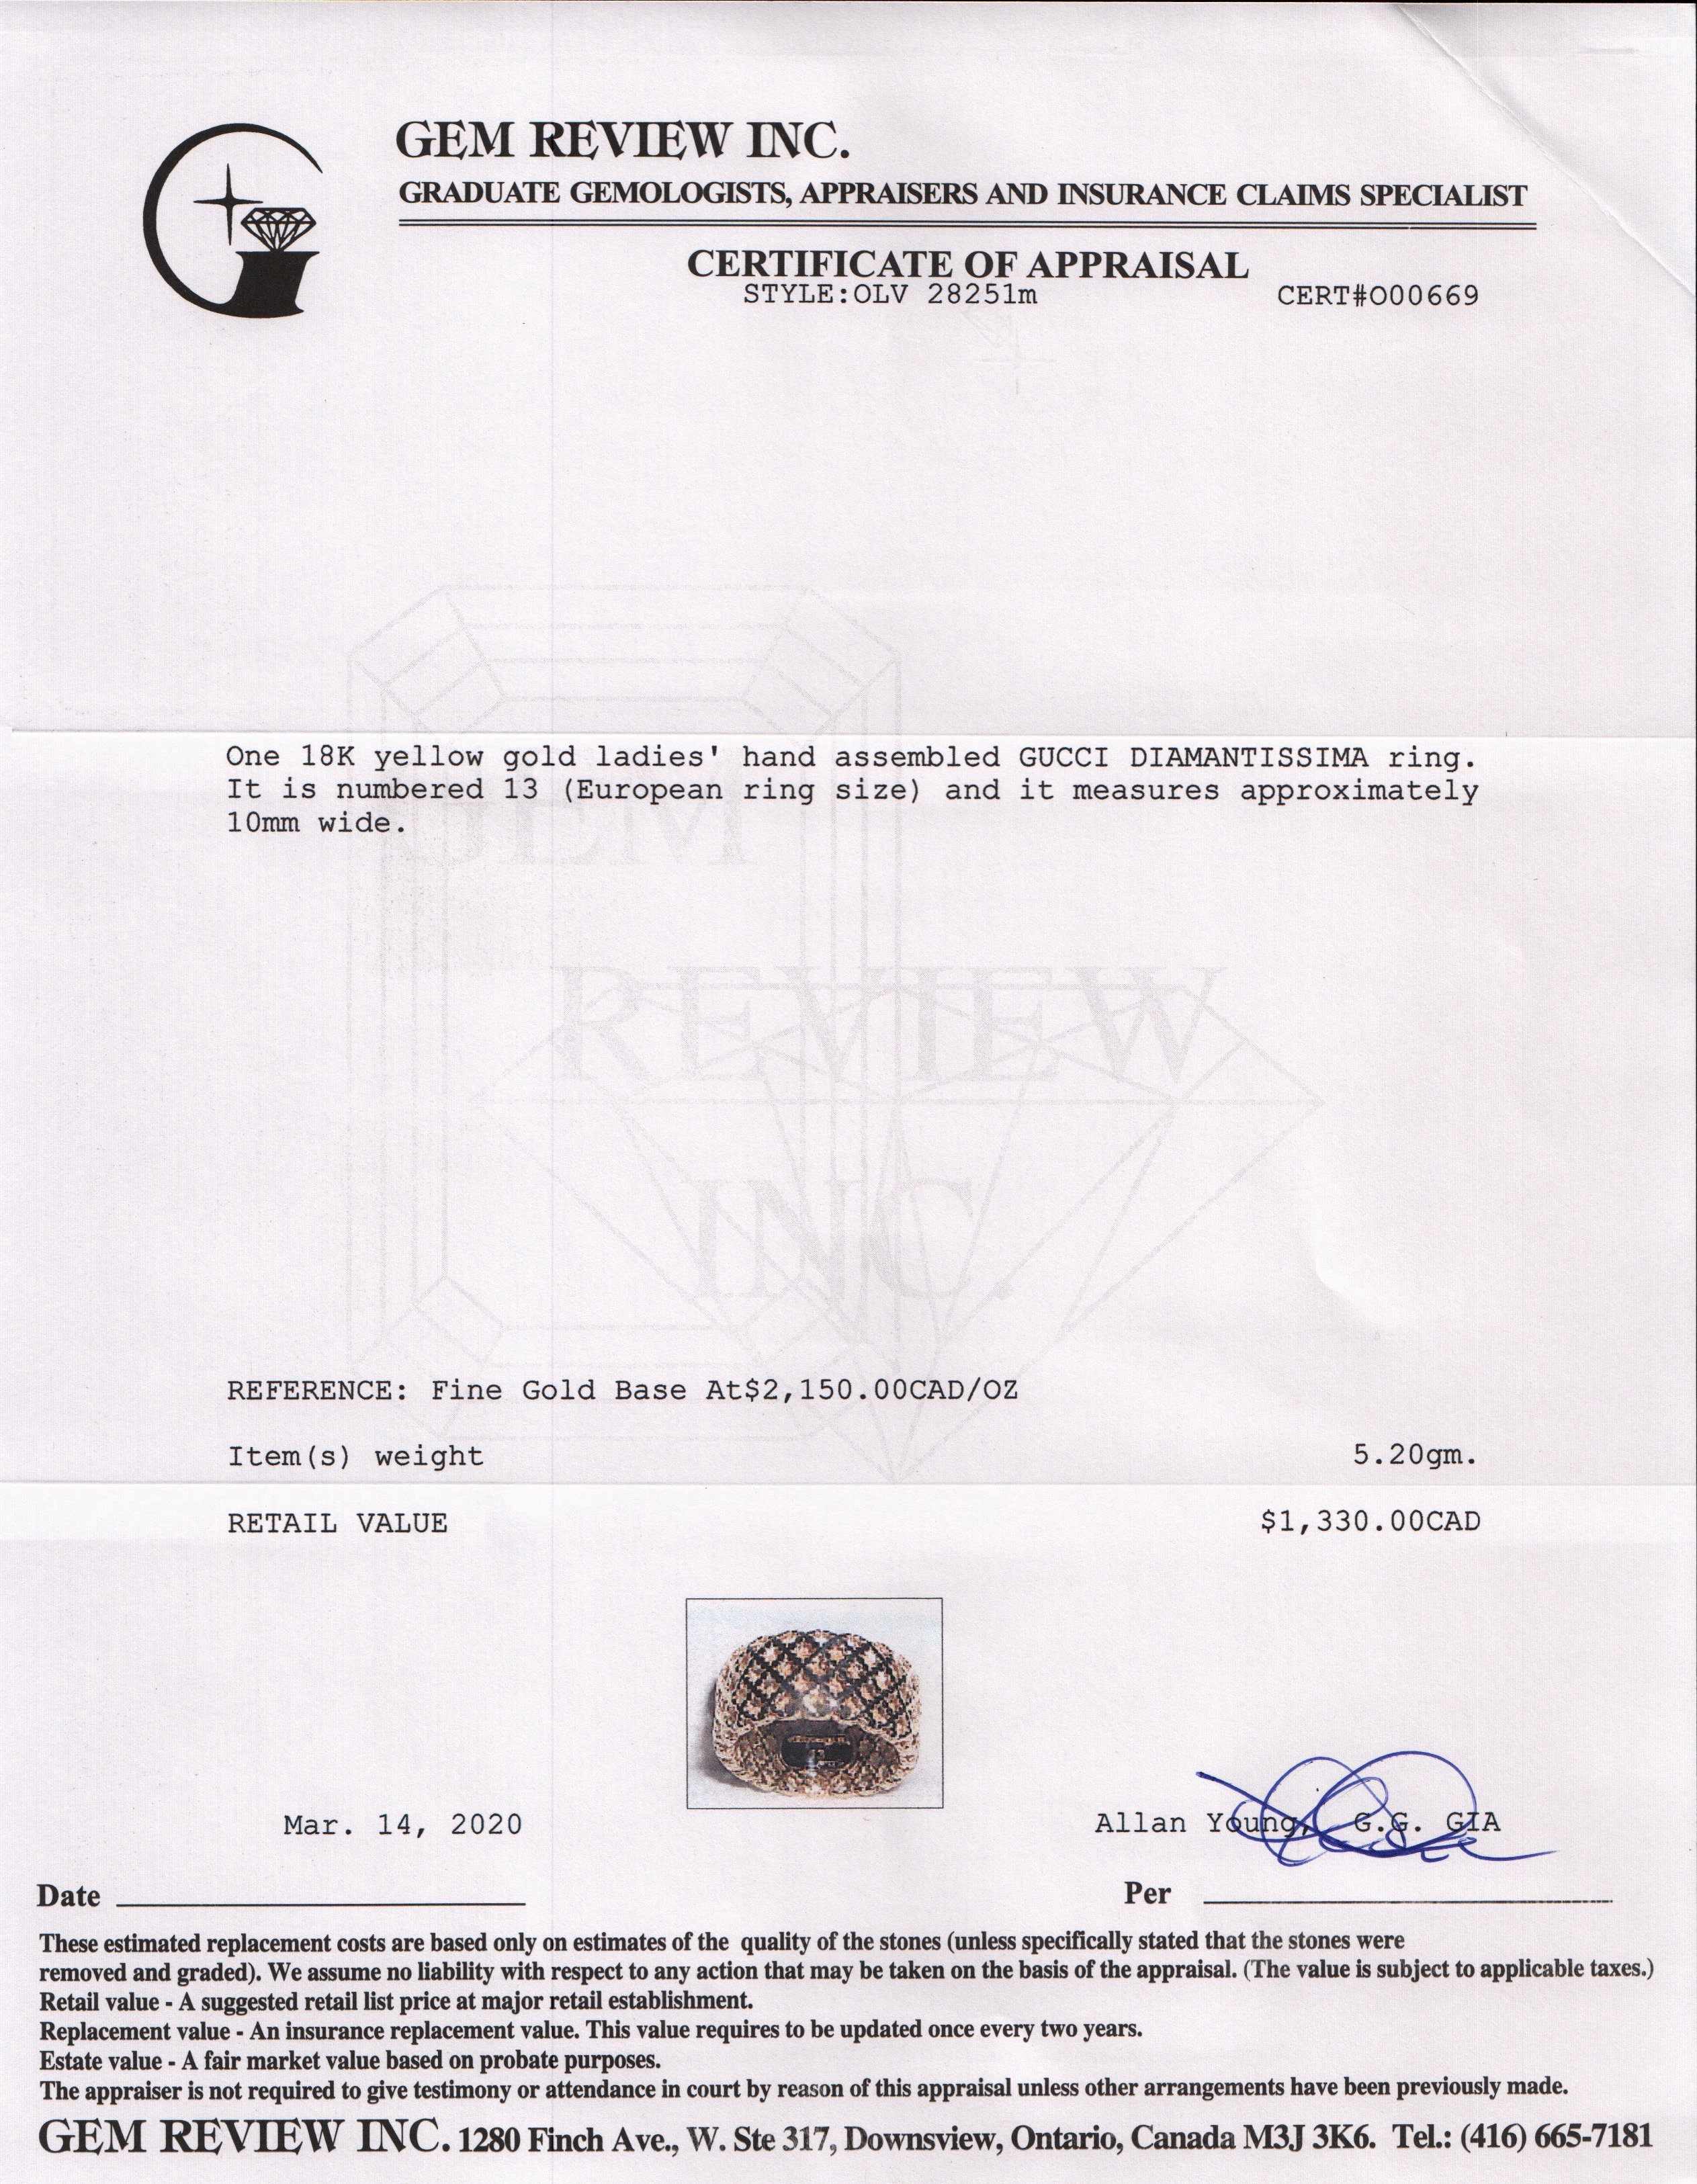 GEM REVIEW INC.
GRADUATE GEMOLOGISTS, APPRAISERS AND INSURANCE CLAIMS SPECIALIST
CERTIFICATE OF APPRAISAL
STYLE:OLV 28251m
CERT#O00669
One 18K yellow gold ladies' hand assembled GUCCI DIAMANTISSIMA ring.
It is numbered 13 (European ring size) and it measures approximately
10mm wide.
GEM
REVIEW
INC.
REFERENCE: Fine Gold Base At$2,150.00CAD/OZ
Item(s) weight 5.20gm.
RETAIL VALUE $1,330.00CAD
Mar. 14, 2020
Allan Young, G.G. GIA
Date
Per
These estimated replacement costs are based only on estimates of the quality of the stones (unless specifically stated that the stones were
removed and graded). We assume no liability with respect to any action that may be taken on the basis of the appraisal. (The value is subject to applicable taxes.)
Retail value - A suggested retail list price at major retail establishment.
Replacement value - An insurance replacement value. This value requires to be updated once every two years.
Estate value - A fair market value based on probate purposes.
The appraiser is not required to give testimony or attendance in court by reason of this appraisal unless other arrangements have been previously made.
GEM REVIEW INC. 1280 Finch Ave., W. Ste 317, Downsview, Ontario, Canada M3J 3K6. Tel.: (416) 665-7181